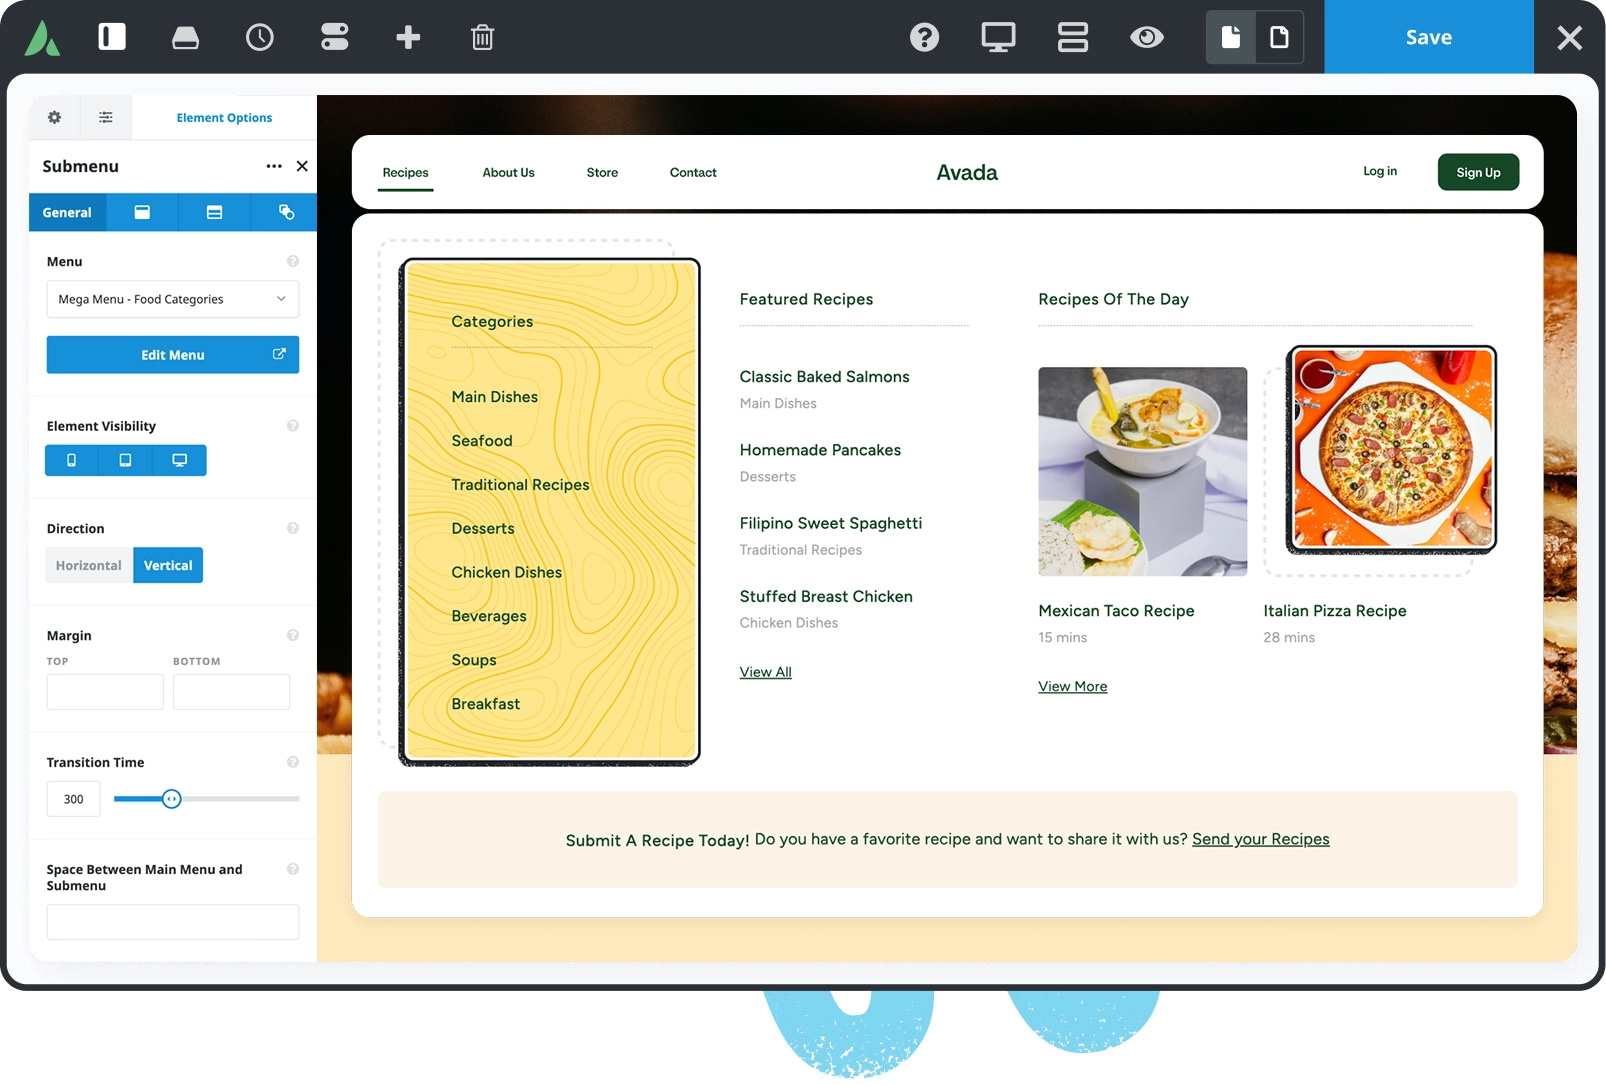 Save
Element Options
Submenu
General
Menu
Mega Menu - Food Categories
Edit Menu
Element Visibility
Direction
Horizontal
Vertical
Margin
TOP
BOTTOM
Transition Time
300
Space Between Main Menu and
Submenu
Recipes
About Us
Store
Contact
Avada
Log in
Sign Up
Categories
Main Dishes
Seafood
Traditional Recipes
Desserts
Chicken Dishes
Beverages
Soups
Breakfast
Featured Recipes
Classic Baked Salmons
Main Dishes
Homemade Pancakes
Desserts
Filipino Sweet Spaghetti
Traditional Recipes
Stuffed Breast Chicken
Chicken Dishes
View All
Recipes Of The Day
Mexican Taco Recipe
15 mins
Italian Pizza Recipe
28 mins
View More
Submit A Recipe Today! Do you have a favorite recipe and want to share it with us? Send your Recipes